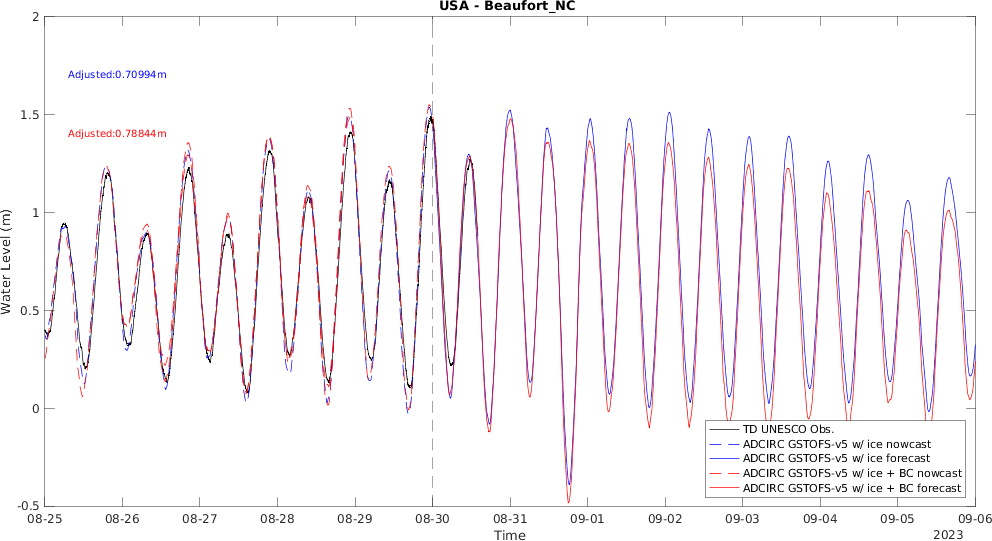 USA - Beaufort_NC
2
Adjusted:0.70994m
1.5
Adjusted:0.78844m
1
Water Level (m)
0.5
0
TD UNESCO Obs.
ADCIRC GSTOFS-v5 w/ ice nowcast
ADCIRC GSTOFS-v5 w/ ice forecast
ADCIRC GSTOFS-v5 w/ ice + BC nowcast
ADCIRC GSTOFS-v5 w/ ice + BC forecast
-0.5
08-25 08-26 08-27 08-28 08-29 08-30 08-31 09-01 09-02 09-03 09-04 09-05 09-06
Time
2023